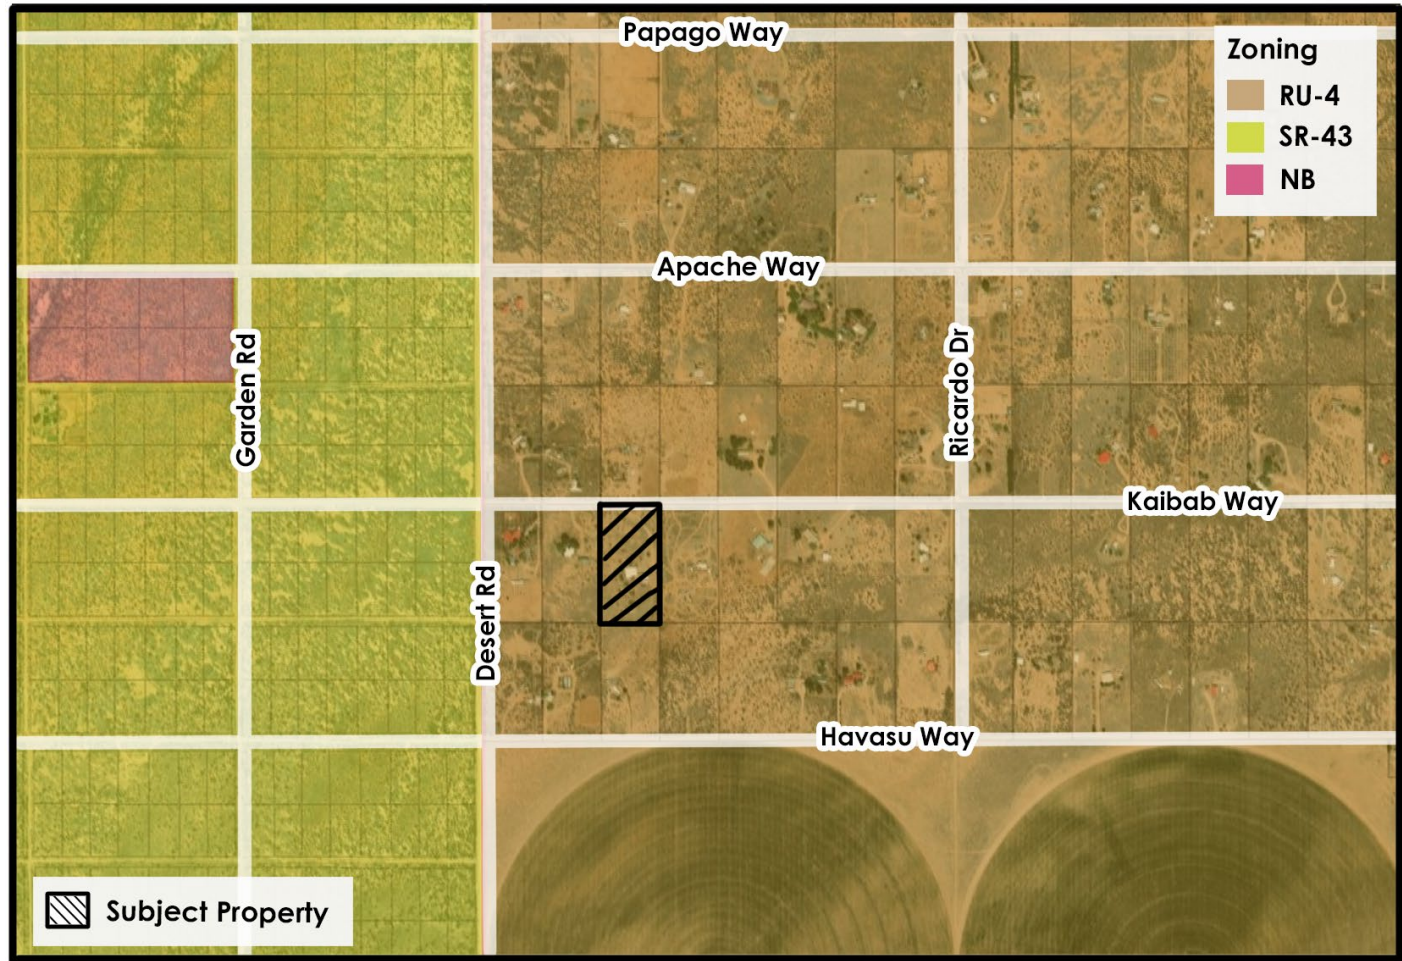 Papago Way
Zoning
RU-4
SR-43
NB
Apache Way
Garden Rd
Ricardo Dr
Kaibab Way
Desert Rd
Havasu Way
Subject Property